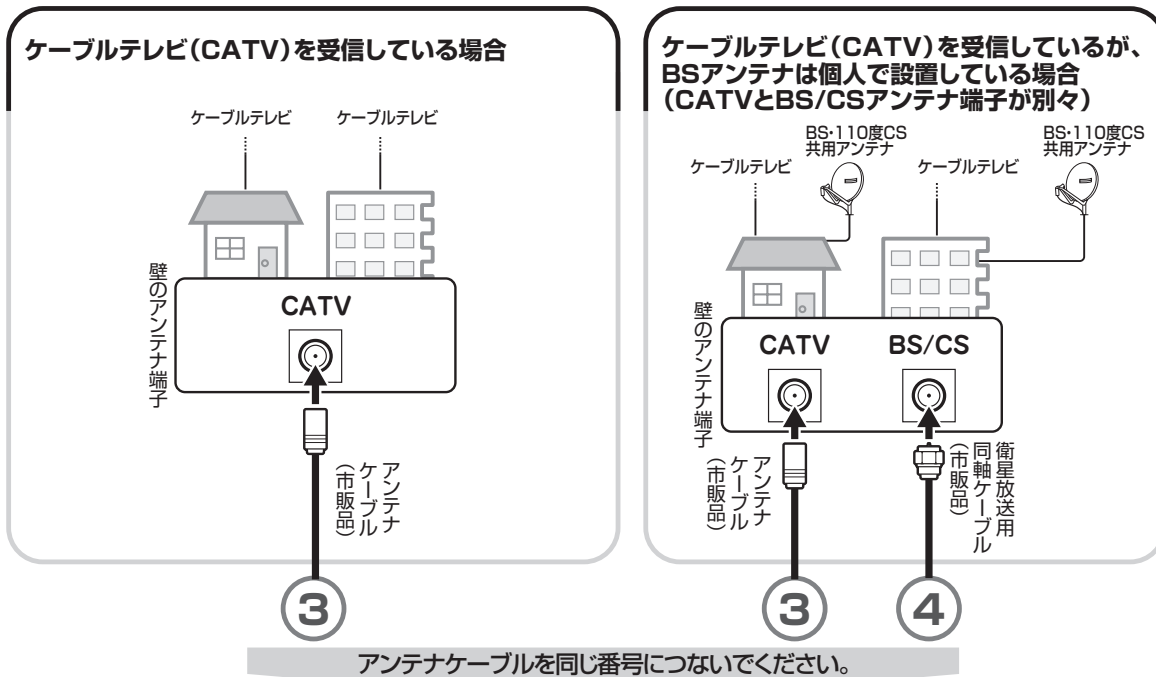 ケーブルテレビ(CATV)を受信している場合
ケーブルテレビ
ケーブルテレビ
壁のアンテナ端子
CATV
アンテナ
ケーブル
(市販品)
③
ケーブルテレビ(CATV)を受信しているが、
BSアンテナは個人で設置している場合
(CATVとBS/CSアンテナ端子が別々)
ケーブルテレビ
BS・110度CS
共用アンテナ
ケーブルテレビ
BS・110度CS
共用アンテナ
壁のアンテナ端子
CATV
BS/CS
アンテナ
ケーブル
(市販品)
衛星放送用
同軸ケーブル
(市販品)
③
④
アンテナケーブルを同じ番号につないでください。